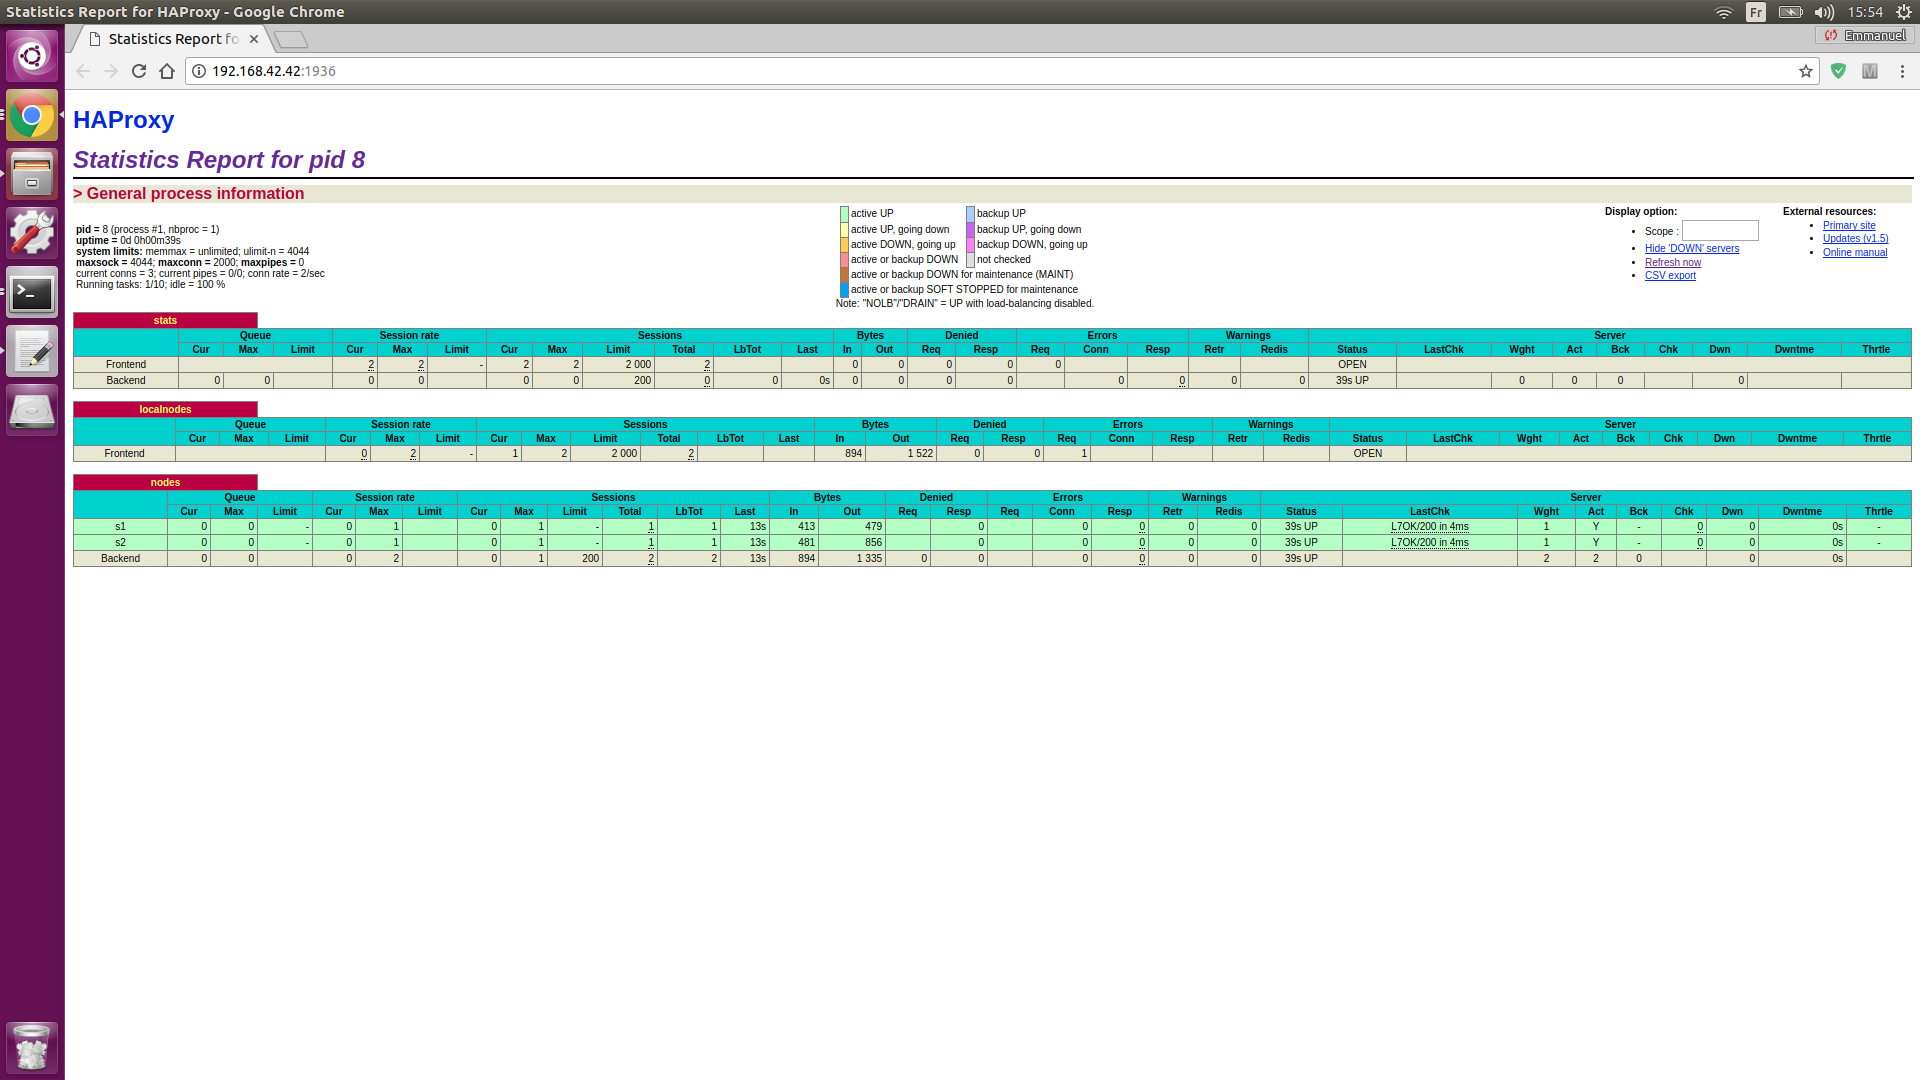 Statistics Report for HAProxy - Google Chrome
Fr 15:54
Statistics Report fo
Emmanuel
192.168.42.42:1936
HAProxy
Statistics Report for pid 8
> General process information
pid = 8 (process #1, nbproc = 1)
uptime = 0d 0h00m39s
system limits: memmax = unlimited; ulimit-n = 4044
maxsock = 4044; maxconn = 2000; maxpipes = 0
current conns = 3; current pipes = 0/0; conn rate = 2/sec
Running tasks: 1/10; idle = 100 %
active UP backup UP
active UP, going down backup UP, going down
active DOWN, going up backup DOWN, going up
active or backup DOWN not checked
active or backup DOWN for maintenance (MAINT)
active or backup SOFT STOPPED for maintenance
Note: "NOLB"/"DRAIN" = UP with load-balancing disabled.
Display option:
Scope :
Hide 'DOWN' servers
Refresh now
CSV export
External resources:
Primary site
Updates (v1.5)
Online manual
stats
Queue Session rate Sessions Bytes Denied Errors Warnings Server
Cur Max Limit Cur Max Limit Cur Max Limit Total LbTot Last In Out Req Resp Req Conn Resp Retr Redis Status LastChk Wght Act Bck Chk Dwn Dwntme Thrtle
Frontend 2 2 - 2 2 2 000 2 0 0 0 0 0 OPEN
Backend 0 0 0 0 0 0 200 0 0 0s 0 0 0 0 0 0 0 0 39s UP 0 0 0 0
localnodes
Queue Session rate Sessions Bytes Denied Errors Warnings Server
Cur Max Limit Cur Max Limit Cur Max Limit Total LbTot Last In Out Req Resp Req Conn Resp Retr Redis Status LastChk Wght Act Bck Chk Dwn Dwntme Thrtle
Frontend 0 2 - 1 2 2 000 2 894 1 522 0 0 1 OPEN
nodes
Queue Session rate Sessions Bytes Denied Errors Warnings Server
Cur Max Limit Cur Max Limit Cur Max Limit Total LbTot Last In Out Req Resp Req Conn Resp Retr Redis Status LastChk Wght Act Bck Chk Dwn Dwntme Thrtle
s1 0 0 - 0 1 0 1 - 1 1 13s 413 479 0 0 0 0 0 39s UP L7OK/200 in 4ms 1 Y - 0 0 0s -
s2 0 0 - 0 1 0 1 - 1 1 13s 481 856 0 0 0 0 0 39s UP L7OK/200 in 4ms 1 Y - 0 0 0s -
Backend 0 0 0 2 0 1 200 2 2 13s 894 1 335 0 0 0 0 0 0 39s UP 2 2 0 0 0s